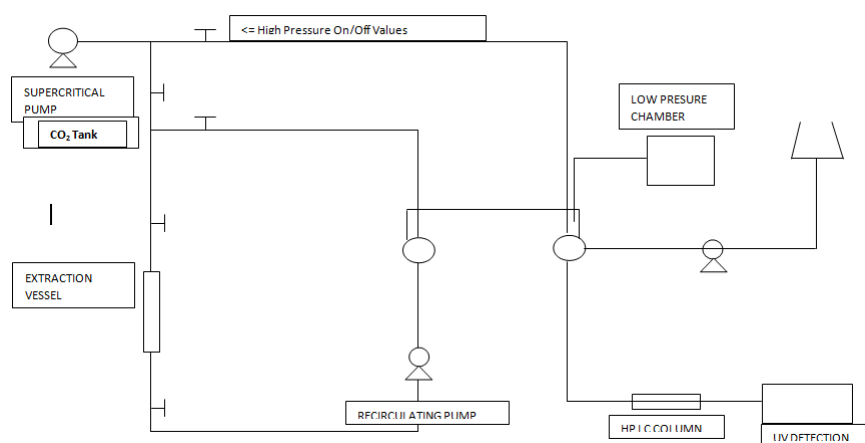 <= High Pressure On/Off Values
SUPERCRITICAL
PUMP
CO₂ Tank
LOW PRESURE
CHAMBER
EXTRACTION
VESSEL
RECIRCULATING PUMP
HPLC COLUMN
UV DETECTION